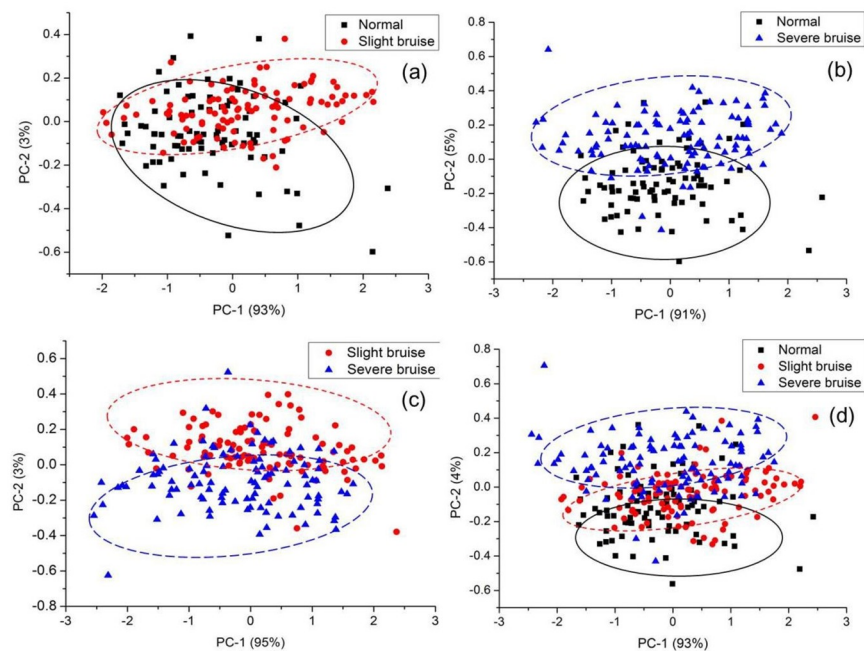 Normal
Slight bruise
(a)
0.4
0.2
0.0
-0.2
-0.4
-0.6
PC-2 (3%)
-2 -1 0 1 2 3
PC-1 (93%)
Normal
Severe bruise
(b)
0.8
0.6
0.4
0.2
0.0
-0.2
-0.4
-0.6
-0.8
PC-2 (5%)
-3 -2 -1 0 1 2 3
PC-1 (91%)
Slight bruise
Severe bruise
(c)
0.6
0.4
0.2
0.0
-0.2
-0.4
-0.6
-0.8
PC-2 (3%)
-3 -2 -1 0 1 2 3
PC-1 (95%)
Normal
Slight bruise
Severe bruise
(d)
0.8
0.6
0.4
0.2
0.0
-0.2
-0.4
-0.6
-0.8
PC-2 (4%)
-3 -2 -1 0 1 2 3
PC-1 (93%)